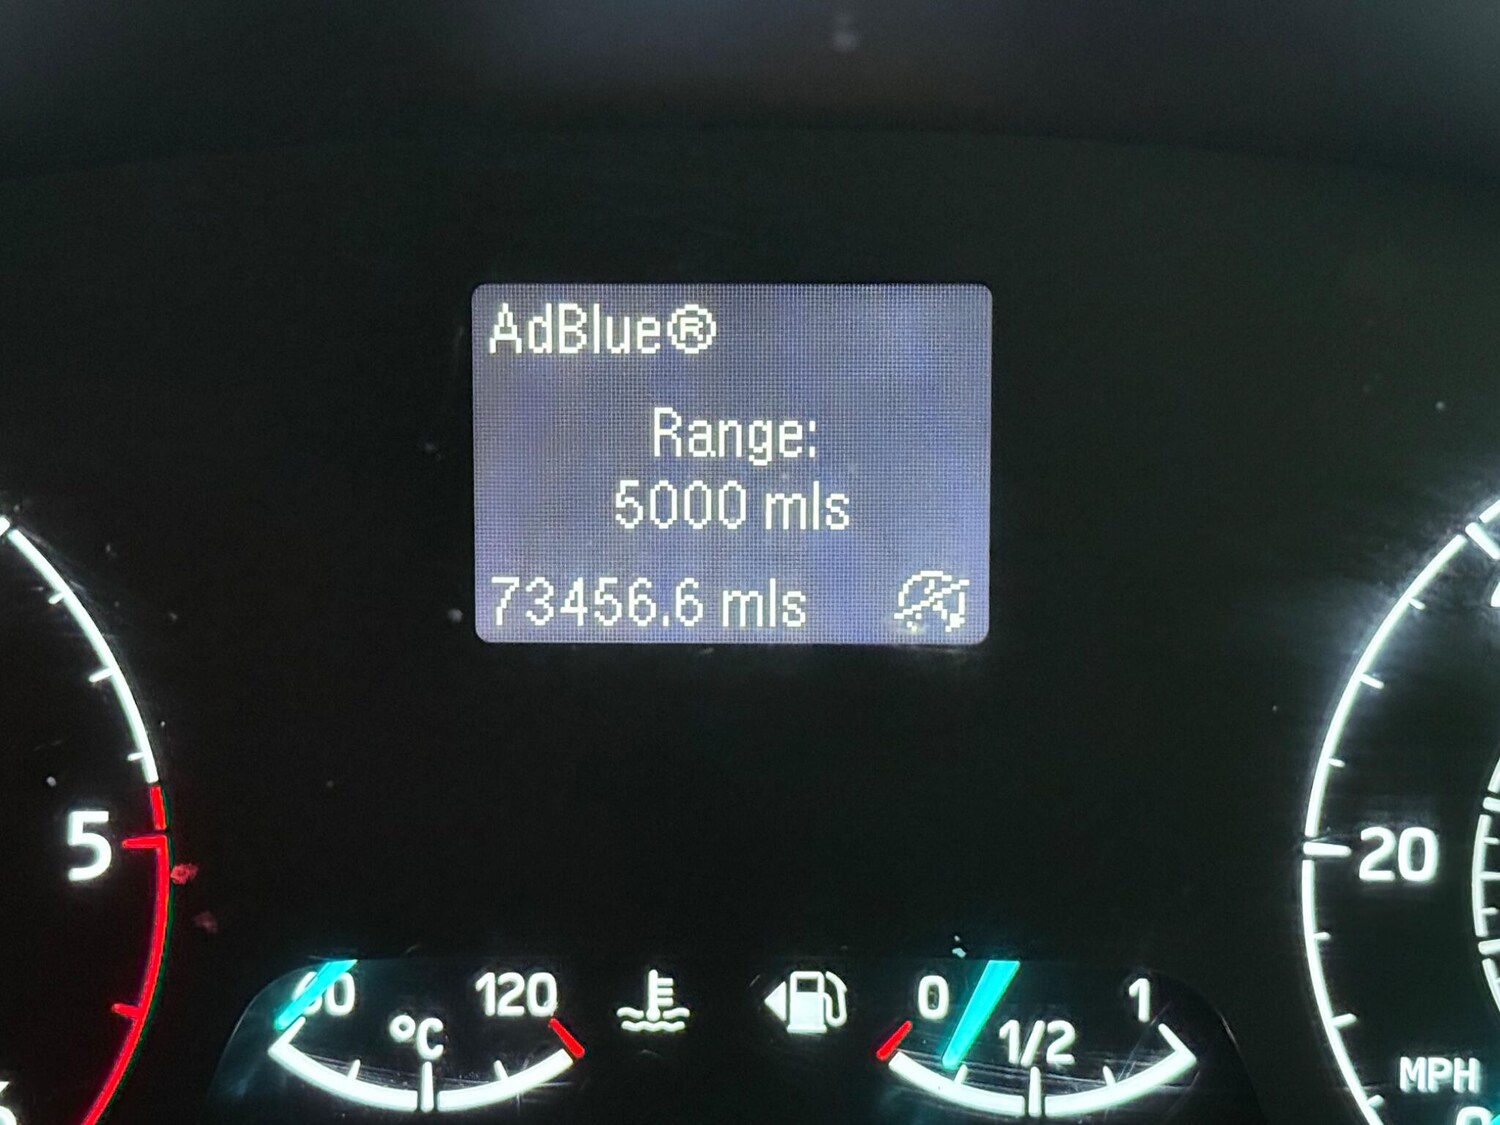 AdBlue®
Range:
5000 mls
73456.6 mls
5
20
120
0
1
°C
1/2
MPH